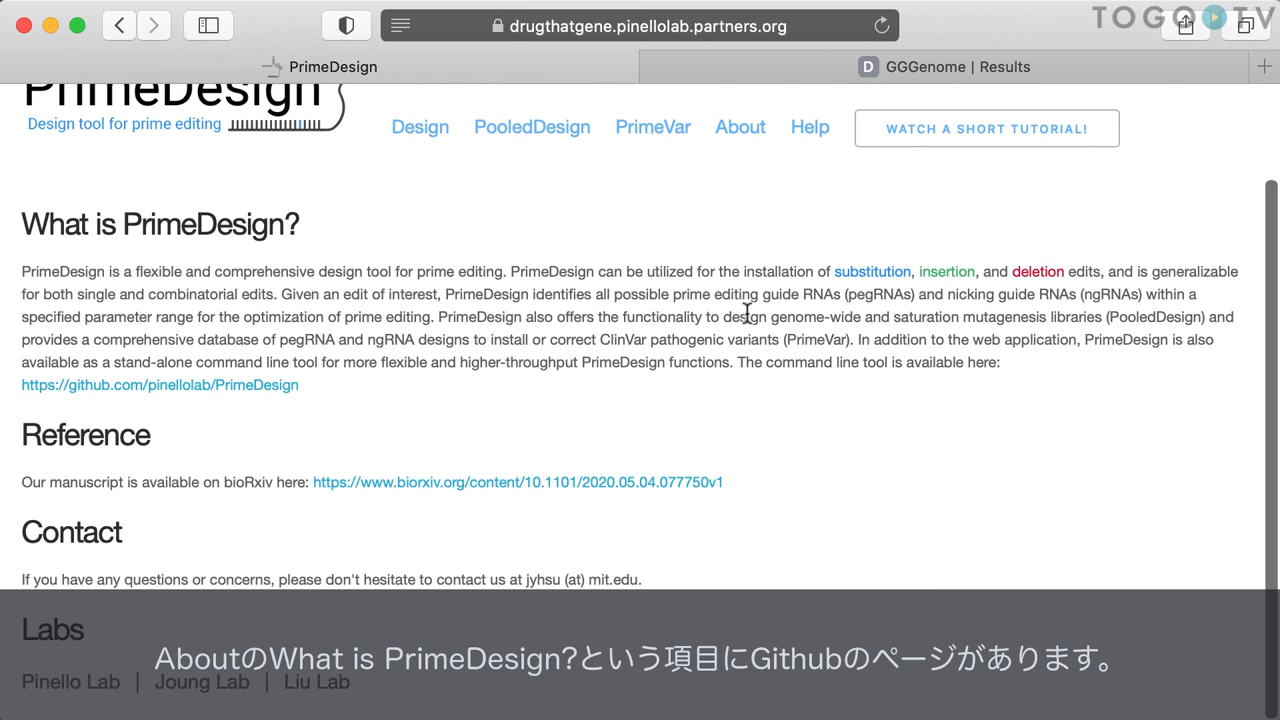 TOGO TV
drugthatgene.pinellolab.partners.org
PrimeDesign
D GGGenome | Results
PrimeDesign
Design tool for prime editing
Design PooledDesign PrimeVar About Help WATCH A SHORT TUTORIAL!
What is PrimeDesign?
PrimeDesign is a flexible and comprehensive design tool for prime editing. PrimeDesign can be utilized for the installation of substitution, insertion, and deletion edits, and is generalizable
for both single and combinatorial edits. Given an edit of interest, PrimeDesign identifies all possible prime editing guide RNAs (pegRNAs) and nicking guide RNAs (ngRNAs) within a
specified parameter range for the optimization of prime editing. PrimeDesign also offers the functionality to design genome-wide and saturation mutagenesis libraries (PooledDesign) and
provides a comprehensive database of pegRNA and ngRNA designs to install or correct ClinVar pathogenic variants (PrimeVar). In addition to the web application, PrimeDesign is also
available as a stand-alone command line tool for more flexible and higher-throughput PrimeDesign functions. The command line tool is available here:
https://github.com/pinellolab/PrimeDesign
Reference
Our manuscript is available on bioRxiv here: https://www.biorxiv.org/content/10.1101/2020.05.04.077750v1
Contact
If you have any questions or concerns, please don't hesitate to contact us at jyhsu (at) mit.edu.
Labs
AboutのWhat is PrimeDesign?という項目にGithubのページがあります。
Pinello Lab | Joung Lab | Liu Lab